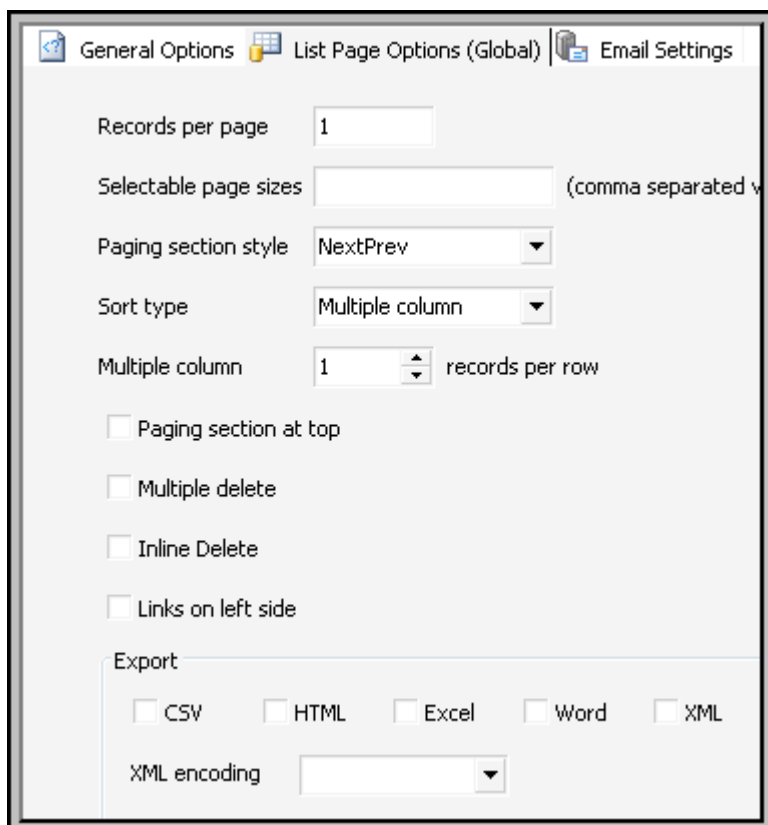 General Options List Page Options (Global) Email Settings
Records per page 1
Selectable page sizes (comma separated
Paging section style NextPrev
Sort type Multiple column
Multiple column 1 records per row
Paging section at top
Multiple delete
Inline Delete
Links on left side
Export
CSV HTML Excel Word XML
XML encoding